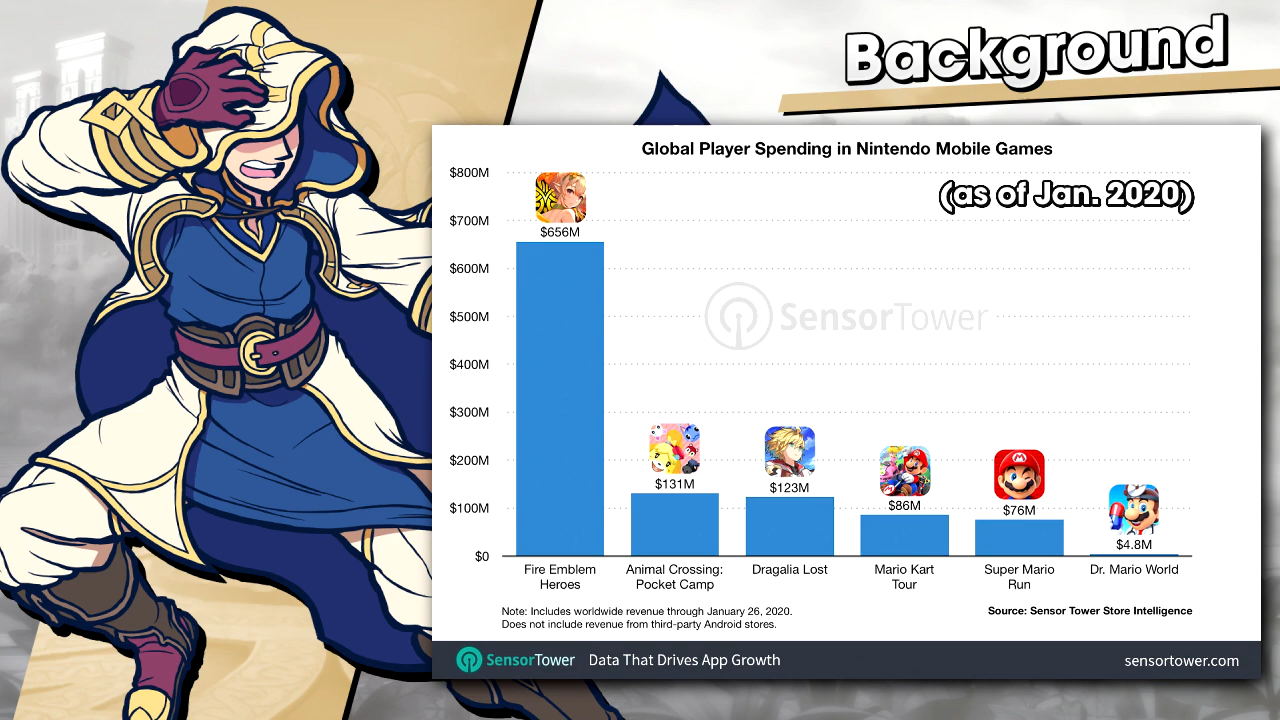 Background
Global Player Spending in Nintendo Mobile Games
(as of Jan. 2020)
$800M
$700M
$600M
$500M
$400M
$300M
$200M
$100M
$0
$656M
$131M
$123M
$86M
$76M
$4.8M
SensorTower
Fire Emblem
Heroes
Animal Crossing:
Pocket Camp
Dragalia Lost
Mario Kart
Tour
Super Mario
Run
Dr. Mario World
Note: Includes worldwide revenue through January 26, 2020.
Does not include revenue from third-party Android stores.
Source: Sensor Tower Store Intelligence
SensorTower Data That Drives App Growth
sensortower.com